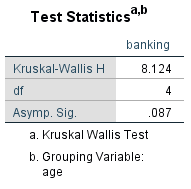 Test Statistics^a,b
banking
Kruskal-Wallis H 8.124
df 4
Asymp. Sig. .087
a. Kruskal Wallis Test
b. Grouping Variable:
age